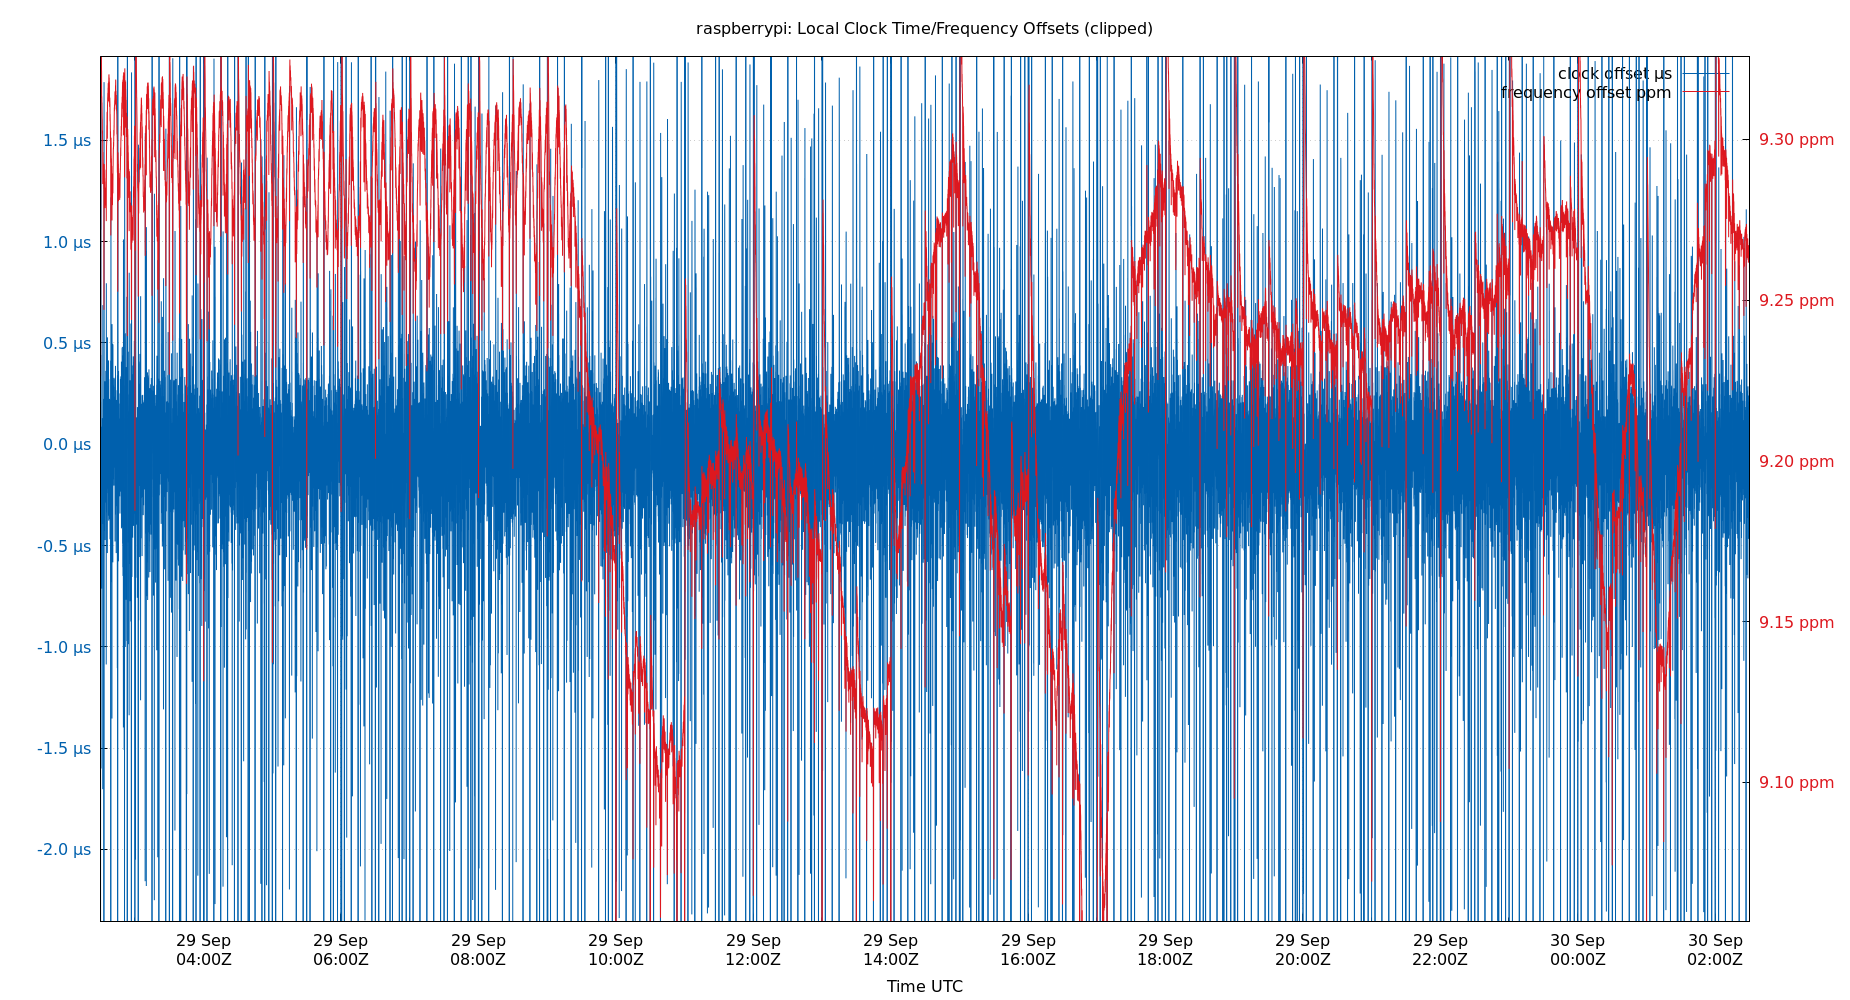 raspberrypi: Local Clock Time/Frequency Offsets (clipped)
clock offset µs
frequency offset ppm
1.5 µs
1.0 µs
0.5 µs
0.0 µs
-0.5 µs
-1.0 µs
-1.5 µs
-2.0 µs
9.30 ppm
9.25 ppm
9.20 ppm
9.15 ppm
9.10 ppm
29 Sep
04:00Z
29 Sep
06:00Z
29 Sep
08:00Z
29 Sep
10:00Z
29 Sep
12:00Z
29 Sep
14:00Z
29 Sep
16:00Z
29 Sep
18:00Z
29 Sep
20:00Z
29 Sep
22:00Z
30 Sep
00:00Z
30 Sep
02:00Z
Time UTC